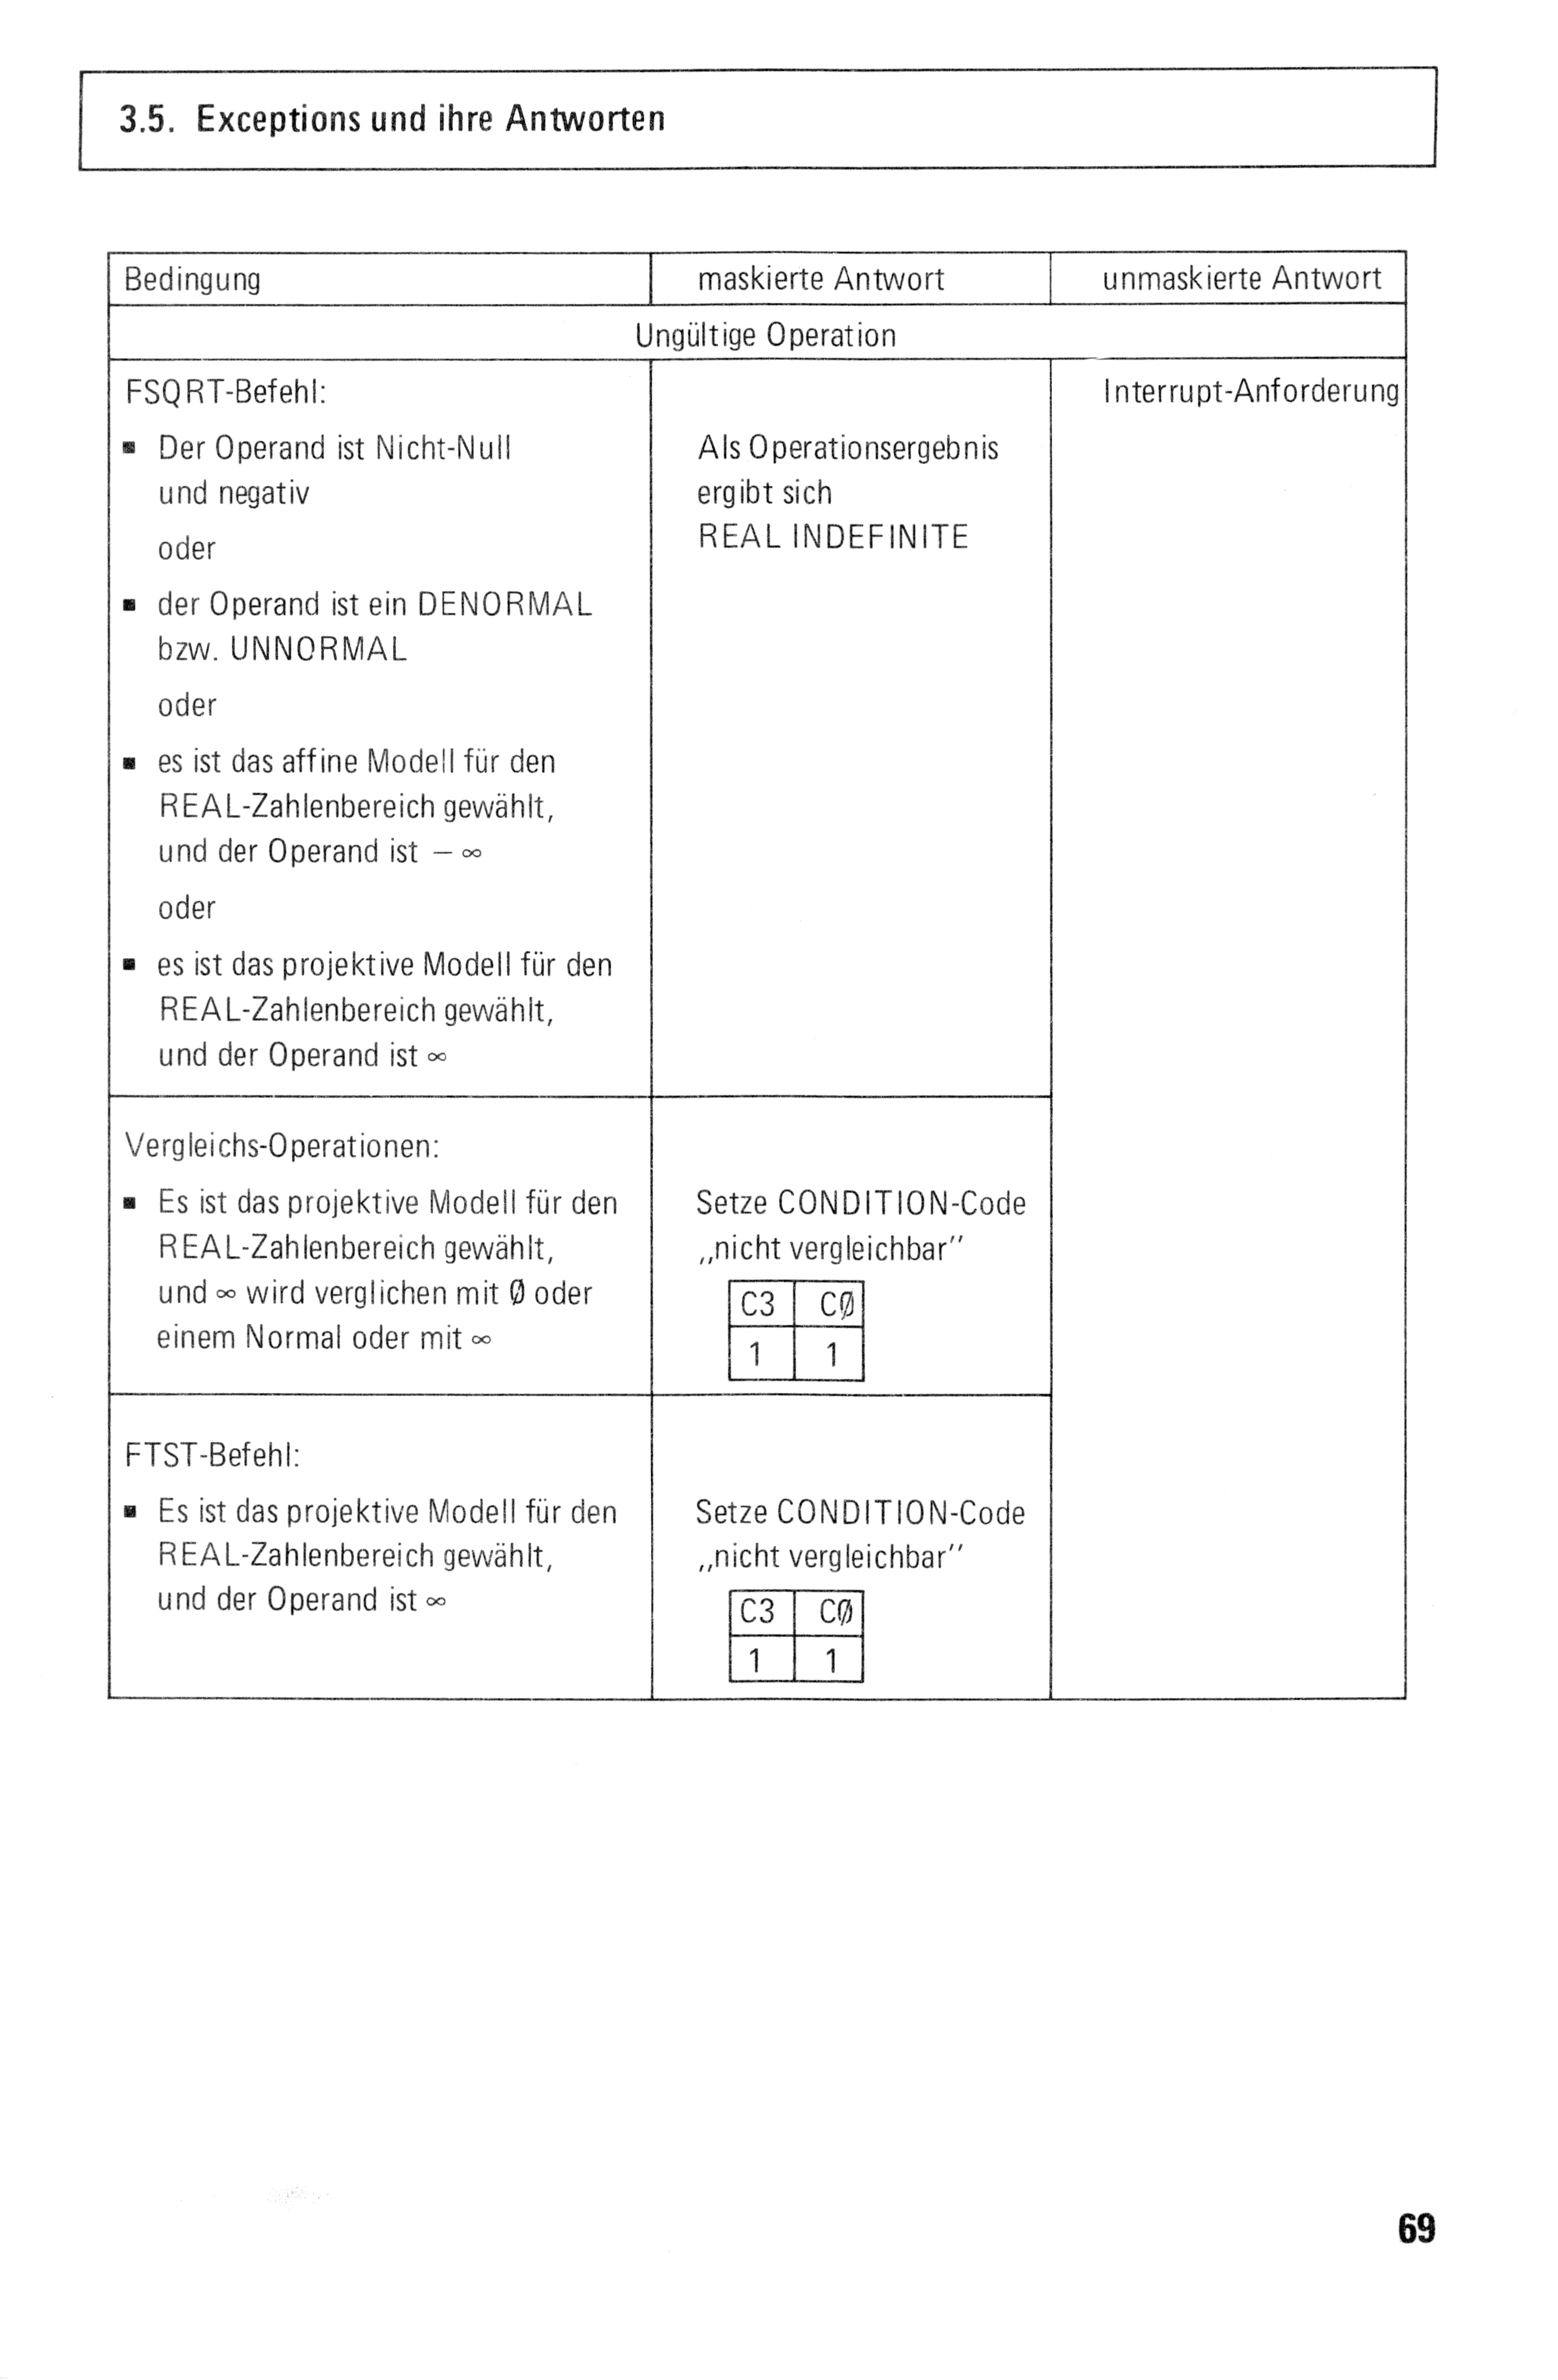 3.5. Exceptions und ihre Antworten
Bedingung maskierte Antwort unmaskierte Antwort
Ungültige Operation
FSQRT-Befehl: Interrupt-Anforderung
▪ Der Operand ist Nicht-Null Als Operationsergebnis
und negativ ergibt sich
oder REAL INDEFINITE
▪ der Operand ist ein DENORMAL
bzw. UNNORMAL
oder
▪ es ist das affine Modell für den
REAL-Zahlenbereich gewählt,
und der Operand ist – ∞
oder
▪ es ist das projektive Modell für den
REAL-Zahlenbereich gewählt,
und der Operand ist ∞
Vergleichs-Operationen:
▪ Es ist das projektive Modell für den Setze CONDITION-Code
REAL-Zahlenbereich gewählt, ,,nicht vergleichbar''
und ∞ wird verglichen mit Ø oder C3 CØ
einem Normal oder mit ∞ 1 1
FTST-Befehl:
▪ Es ist das projektive Modell für den Setze CONDITION-Code
REAL-Zahlenbereich gewählt, ,,nicht vergleichbar''
und der Operand ist ∞ C3 CØ
1 1
69